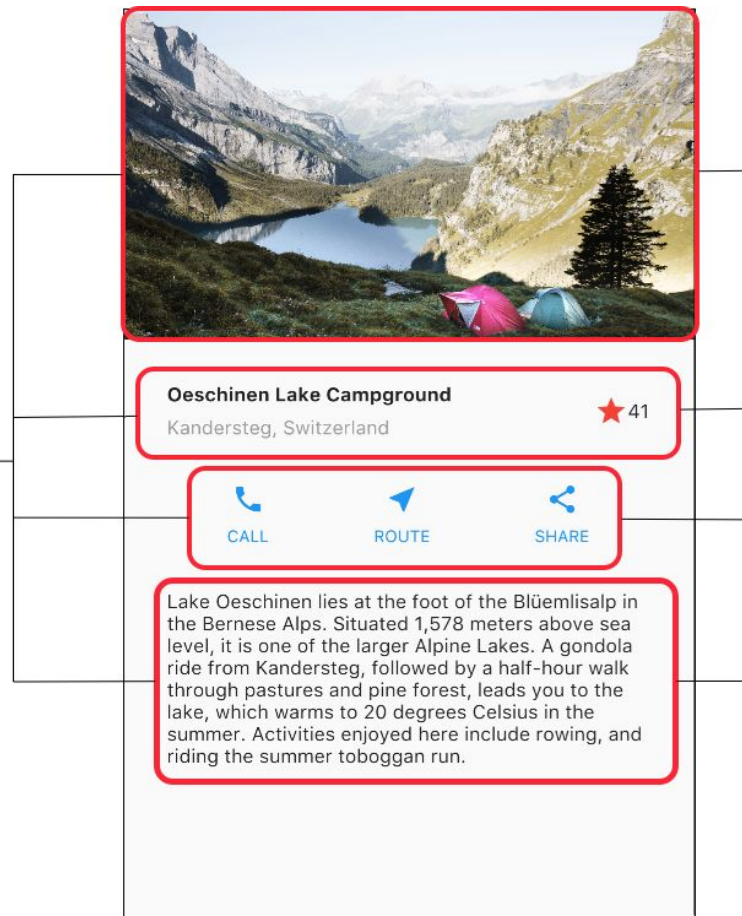 Oeschinen Lake Campground
Kandersteg, Switzerland
41
CALL ROUTE SHARE
Lake Oeschinen lies at the foot of the Blüemlisalp in
the Bernese Alps. Situated 1,578 meters above sea
level, it is one of the larger Alpine Lakes. A gondola
ride from Kandersteg, followed by a half-hour walk
through pastures and pine forest, leads you to the
lake, which warms to 20 degrees Celsius in the
summer. Activities enjoyed here include rowing, and
riding the summer toboggan run.